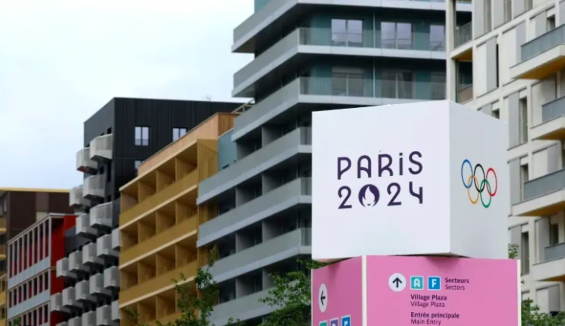 PARIS
2024
A F Secteurs
Sectors
Village Plaza
Village Plaza
Entrée principale
Main Entry
A F